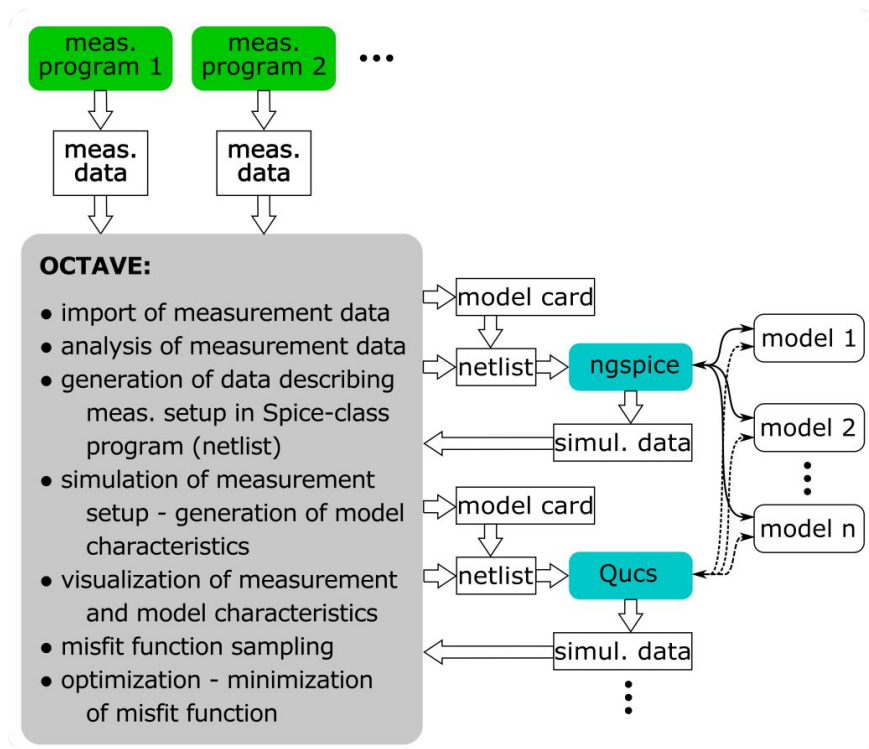 meas.
program 1
meas.
program 2
...
meas.
data
meas.
data
OCTAVE:
● import of measurement data
● analysis of measurement data
● generation of data describing
meas. setup in Spice-class
program (netlist)
● simulation of measurement
setup - generation of model
characteristics
● visualization of measurement
and model characteristics
● misfit function sampling
● optimization - minimization
of misfit function
model card
netlist
ngspice
simul. data
model card
netlist
Qucs
simul. data
model 1
model 2
model n